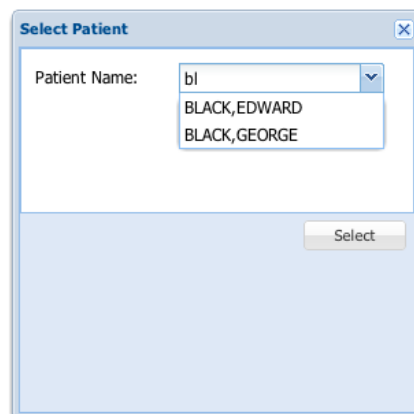 Select Patient
Patient Name: bl
BLACK,EDWARD
BLACK,GEORGE
Select